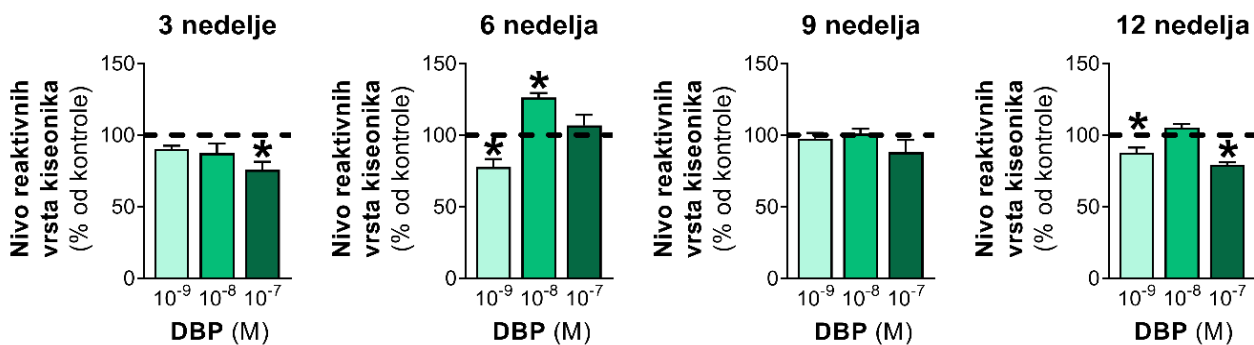 3 nedelje
Nivo reaktivnih
vrsta kiseonika
(% od kontrole)
150
100
50
0
*
10⁻⁹ 10⁻⁸ 10⁻⁷
DBP (M)
6 nedelja
Nivo reaktivnih
vrsta kiseonika
(% od kontrole)
150
100
50
0
* *
10⁻⁹ 10⁻⁸ 10⁻⁷
DBP (M)
9 nedelja
Nivo reaktivnih
vrsta kiseonika
(% od kontrole)
150
100
50
0
10⁻⁹ 10⁻⁸ 10⁻⁷
DBP (M)
12 nedelja
Nivo reaktivnih
vrsta kiseonika
(% od kontrole)
150
100
50
0
* *
10⁻⁹ 10⁻⁸ 10⁻⁷
DBP (M)